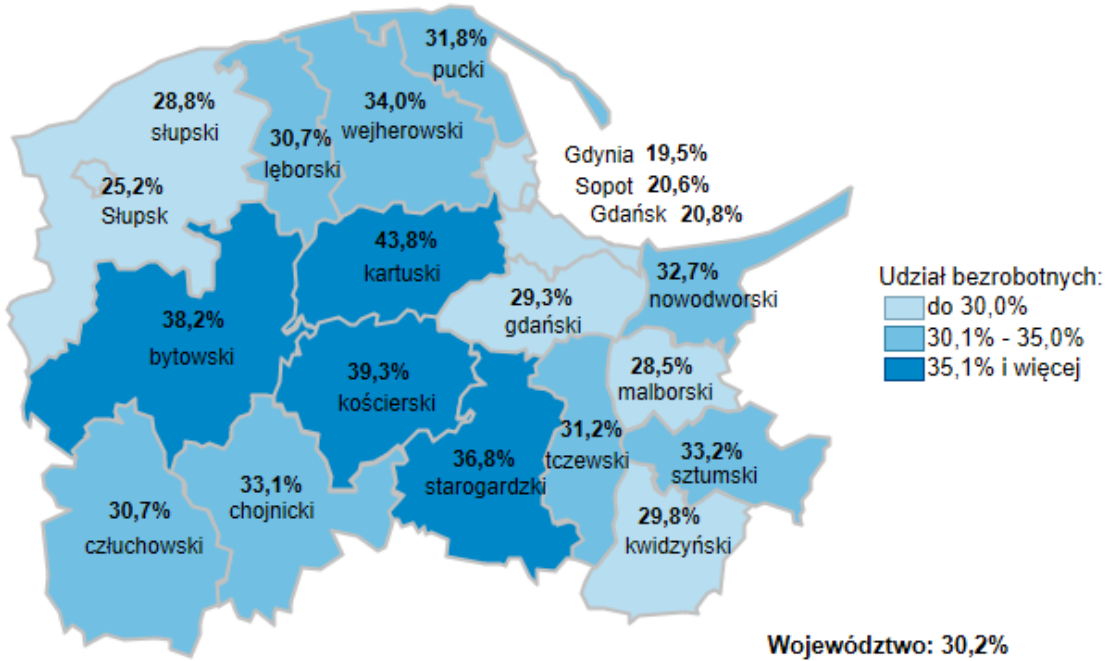 31,8%
pucki
28,8%
słupski
34,0%
wejherowski
30,7%
lęborski
Gdynia 19,5%
Sopot 20,6%
Gdańsk 20,8%
25,2%
Słupsk
43,8%
kartuski
32,7%
nowodworski
29,3%
gdański
38,2%
bytowski
39,3%
kościerski
28,5%
malborski
31,2%
tczewski
33,2%
sztumski
36,8%
starogardzki
33,1%
chojnicki
30,7%
człuchowski
29,8%
kwidzyński
Udział bezrobotnych:
do 30,0%
30,1% - 35,0%
35,1% i więcej
Województwo: 30,2%